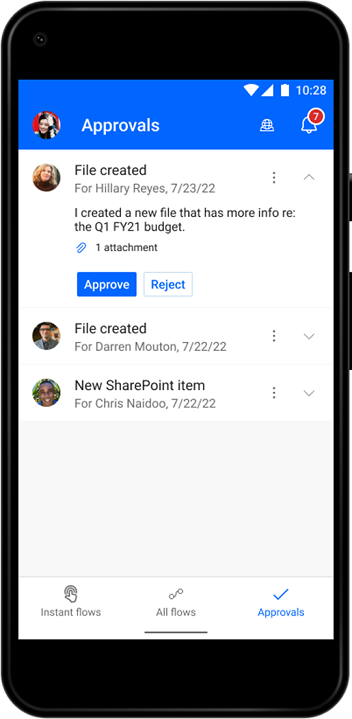 10:28
Approvals
7
File created
For Hillary Reyes, 7/23/22
I created a new file that has more info re:
the Q1 FY21 budget.
1 attachment
Approve Reject
File created
For Darren Mouton, 7/22/22
New SharePoint item
For Chris Naidoo, 7/22/22
Instant flows All flows Approvals